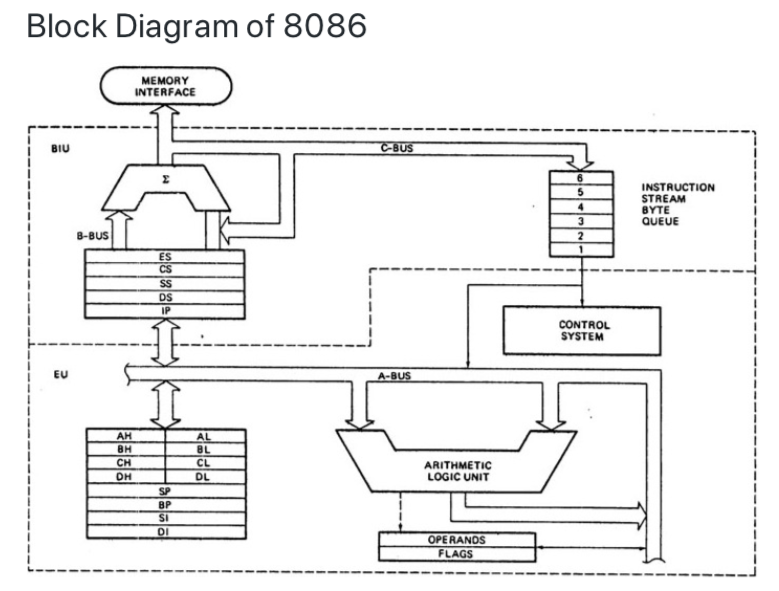 Block Diagram of 8086
MEMORY
INTERFACE
BIU
C-BUS
Σ
6
5
4
3
2
1
INSTRUCTION
STREAM
BYTE
QUEUE
B-BUS
ES
CS
SS
DS
IP
CONTROL
SYSTEM
EU
A-BUS
AH AL
BH BL
CH CL
DH DL
SP
BP
SI
DI
ARITHMETIC
LOGIC UNIT
OPERANDS
FLAGS